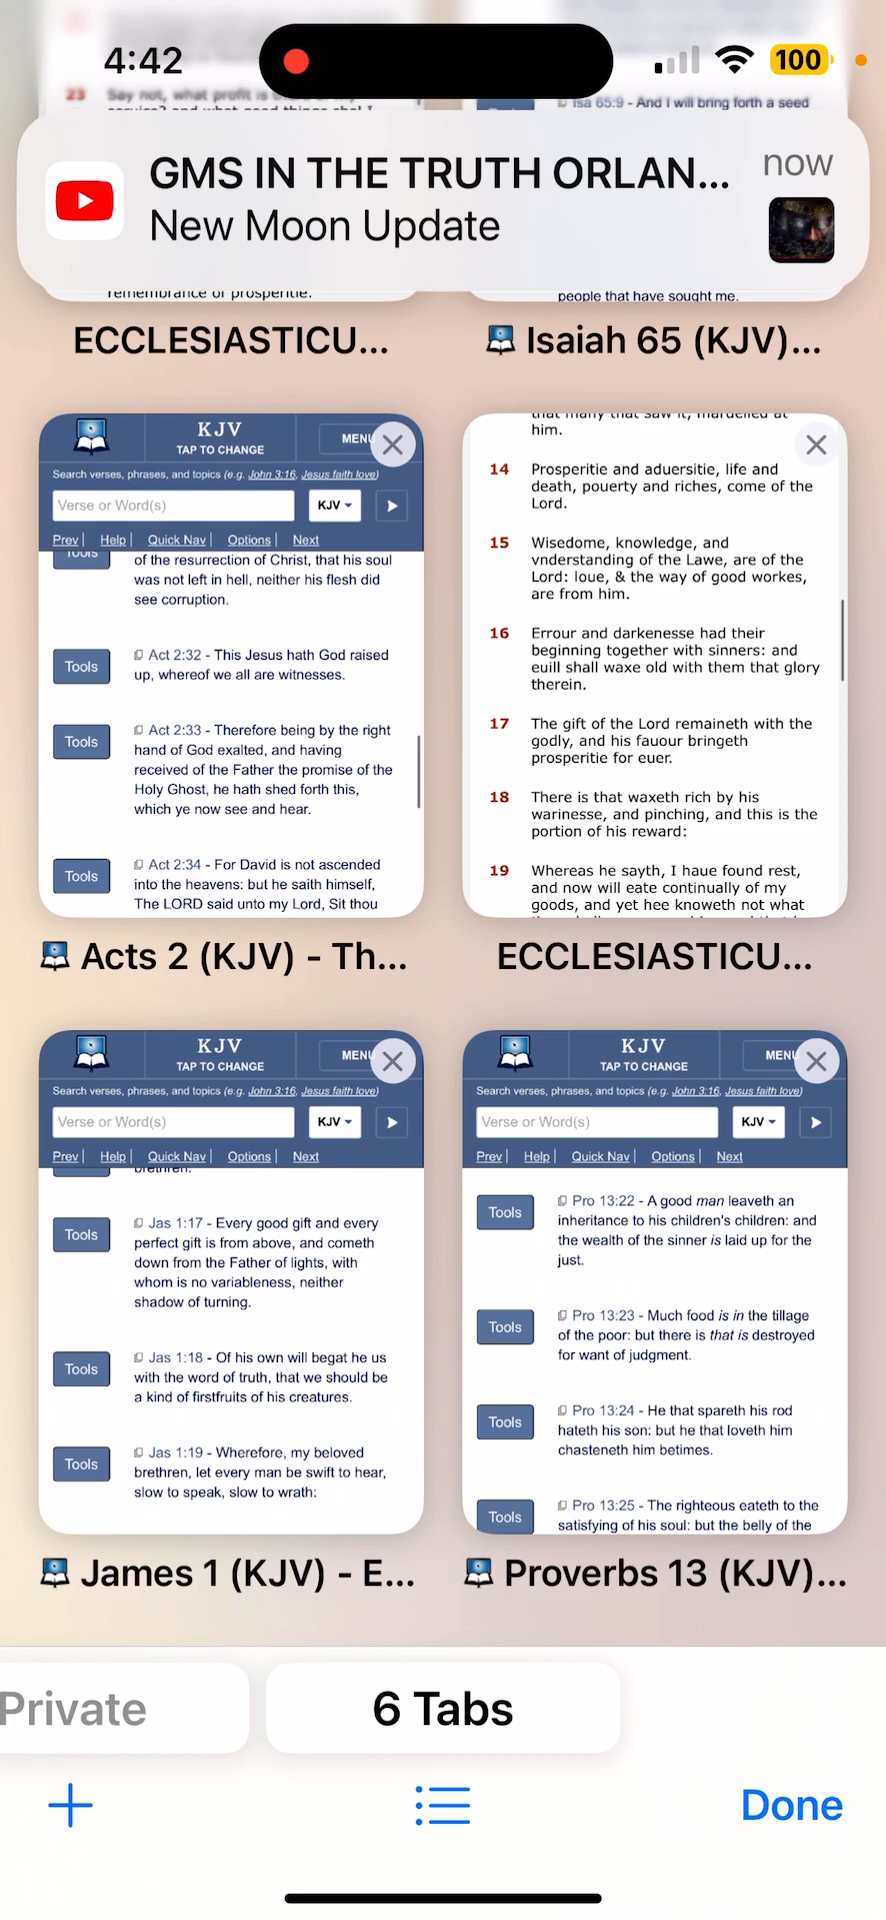 4:42
100
23 Say not, what profit is
Isa 65:9 - And I will bring forth a seed
GMS IN THE TRUTH ORLAN...
now
New Moon Update
remembrance of prosperitie.
people that have sought me.
ECCLESIASTICU...
Isaiah 65 (KJV)...
KJV
TAP TO CHANGE
MENU
Search verses, phrases, and topics (e.g. John 3:16, Jesus faith love)
Verse or Word(s)
KJV
Prev | Help | Quick Nav | Options | Next
Tools
of the resurrection of Christ, that his soul
was not left in hell, neither his flesh did
see corruption.
Tools
Act 2:32 - This Jesus hath God raised
up, whereof we all are witnesses.
Tools
Act 2:33 - Therefore being by the right
hand of God exalted, and having
received of the Father the promise of the
Holy Ghost, he hath shed forth this,
which ye now see and hear.
Tools
Act 2:34 - For David is not ascended
into the heavens: but he saith himself,
The LORD said unto my Lord, Sit thou
Acts 2 (KJV) - Th...
that many that saw it, marueiled at
him.
14 Prosperitie and aduersitie, life and
death, pouerty and riches, come of the
Lord.
15 Wisedome, knowledge, and
vnderstanding of the Lawe, are of the
Lord: loue, & the way of good workes,
are from him.
16 Errour and darkenesse had their
beginning together with sinners: and
euill shall waxe old with them that glory
therein.
17 The gift of the Lord remaineth with the
godly, and his fauour bringeth
prosperitie for euer.
18 There is that waxeth rich by his
warinesse, and pinching, and this is the
portion of his reward:
19 Whereas he sayth, I haue found rest,
and now will eate continually of my
goods, and yet hee knoweth not what
ECCLESIASTICU...
KJV
TAP TO CHANGE
MENU
Search verses, phrases, and topics (e.g. John 3:16, Jesus faith love)
Verse or Word(s)
KJV
Prev | Help | Quick Nav | Options | Next
brethren.
Tools
Jas 1:17 - Every good gift and every
perfect gift is from above, and cometh
down from the Father of lights, with
whom is no variableness, neither
shadow of turning.
Tools
Jas 1:18 - Of his own will begat he us
with the word of truth, that we should be
a kind of firstfruits of his creatures.
Tools
Jas 1:19 - Wherefore, my beloved
brethren, let every man be swift to hear,
slow to speak, slow to wrath:
James 1 (KJV) - E...
KJV
TAP TO CHANGE
MENU
Search verses, phrases, and topics (e.g. John 3:16, Jesus faith love)
Verse or Word(s)
KJV
Prev | Help | Quick Nav | Options | Next
Tools
Pro 13:22 - A good man leaveth an
inheritance to his children's children: and
the wealth of the sinner is laid up for the
just.
Tools
Pro 13:23 - Much food is in the tillage
of the poor: but there is that is destroyed
for want of judgment.
Tools
Pro 13:24 - He that spareth his rod
hateth his son: but he that loveth him
chasteneth him betimes.
Tools
Pro 13:25 - The righteous eateth to the
satisfying of his soul: but the belly of the
Proverbs 13 (KJV)...
Private
6 Tabs
Done